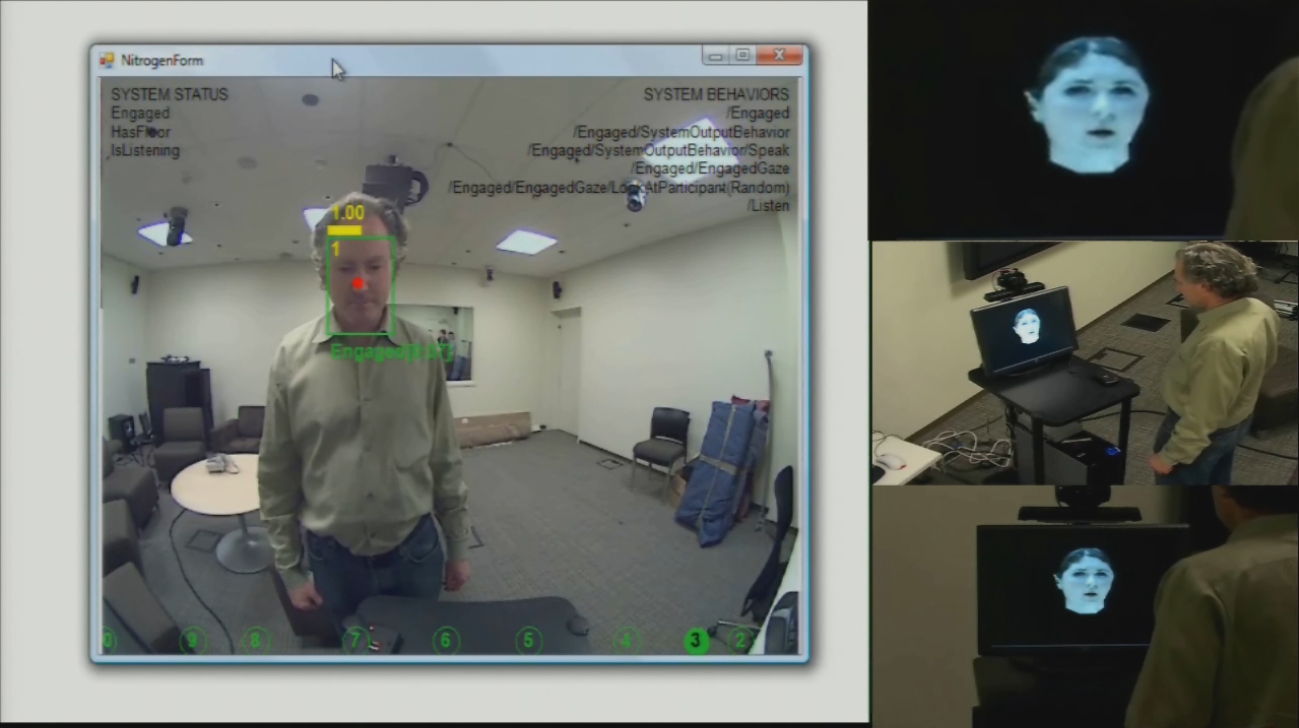 NitrogenForm
SYSTEM STATUS
Engaged
HasFloor
IsListening
SYSTEM BEHAVIORS
/Engaged
/Engaged/SystemOutputBehavior
/Engaged/SystemOutputBehavior/Speak
/Engaged/EngagedGaze
/Engaged/EngagedGaze/LookAtParticipant(Random)
/Listen
1.00
1
9 8 7 6 5 4 3 2